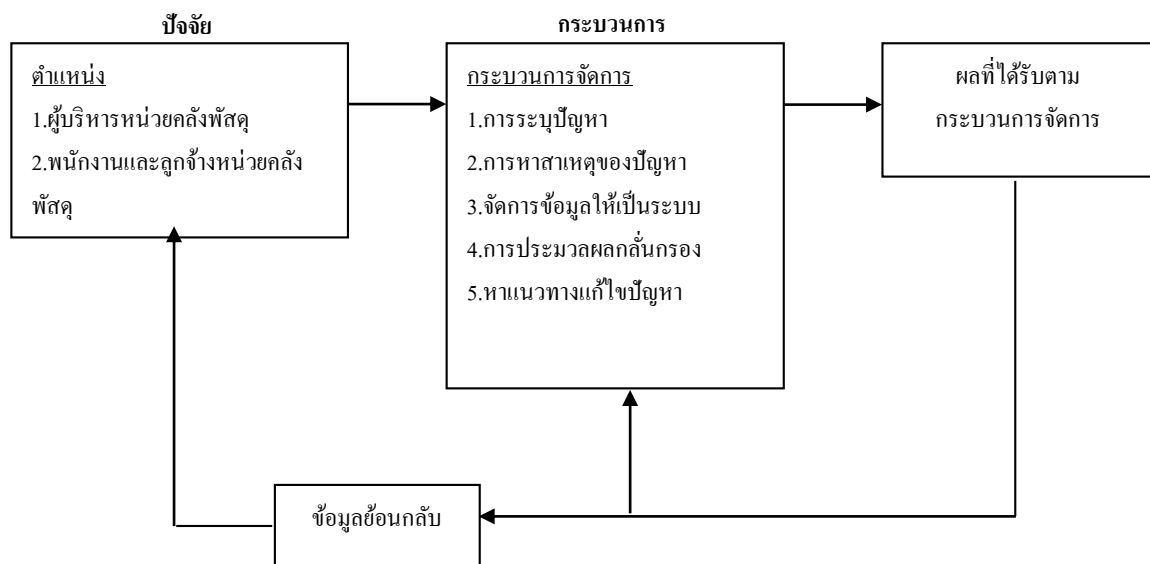 ปัจจัย
กระบวนการ
ตำแหน่ง
1.ผู้บริหารหน่วยคลังพัสดุ
2.พนักงานและลูกจ้างหน่วยคลัง
พัสดุ
กระบวนการจัดการ
1.การระบุปัญหา
2.การหาสาเหตุของปัญหา
3.จัดการข้อมูลให้เป็นระบบ
4.การประมวลผลกลั่นกรอง
5.หาแนวทางแก้ไขปัญหา
ผลที่ได้รับตาม
กระบวนการจัดการ
ข้อมูลย้อนกลับ